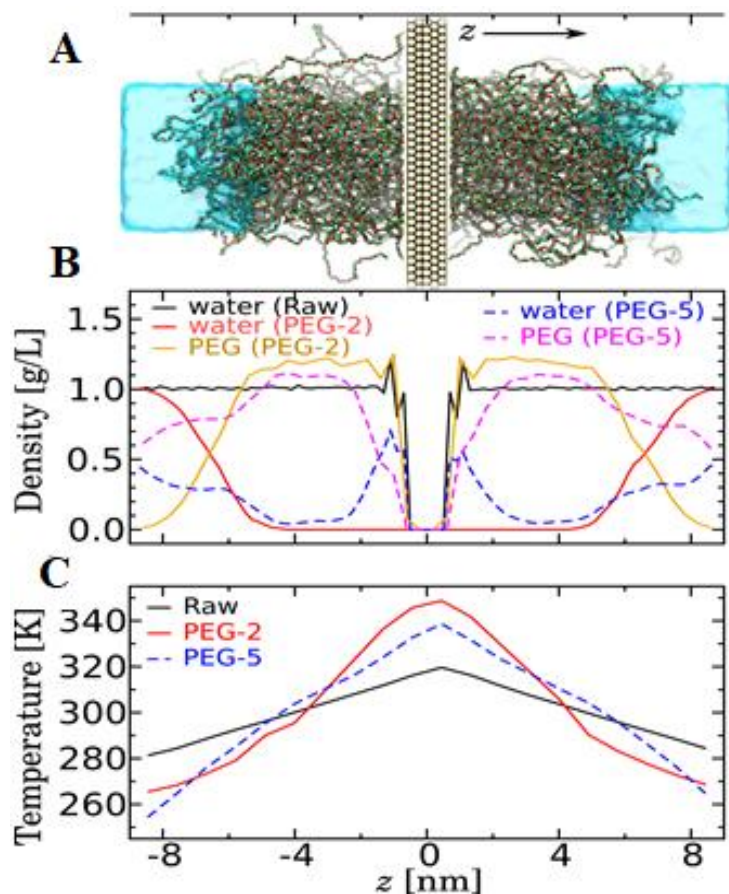 A
z
B
water (Raw)
water (PEG-2)
PEG (PEG-2)
water (PEG-5)
PEG (PEG-5)
Density [g/L]
1.5
1.0
0.5
0.0
C
Raw
PEG-2
PEG-5
Temperature [K]
340
320
300
280
260
-8 -4 0 4 8
z [nm]